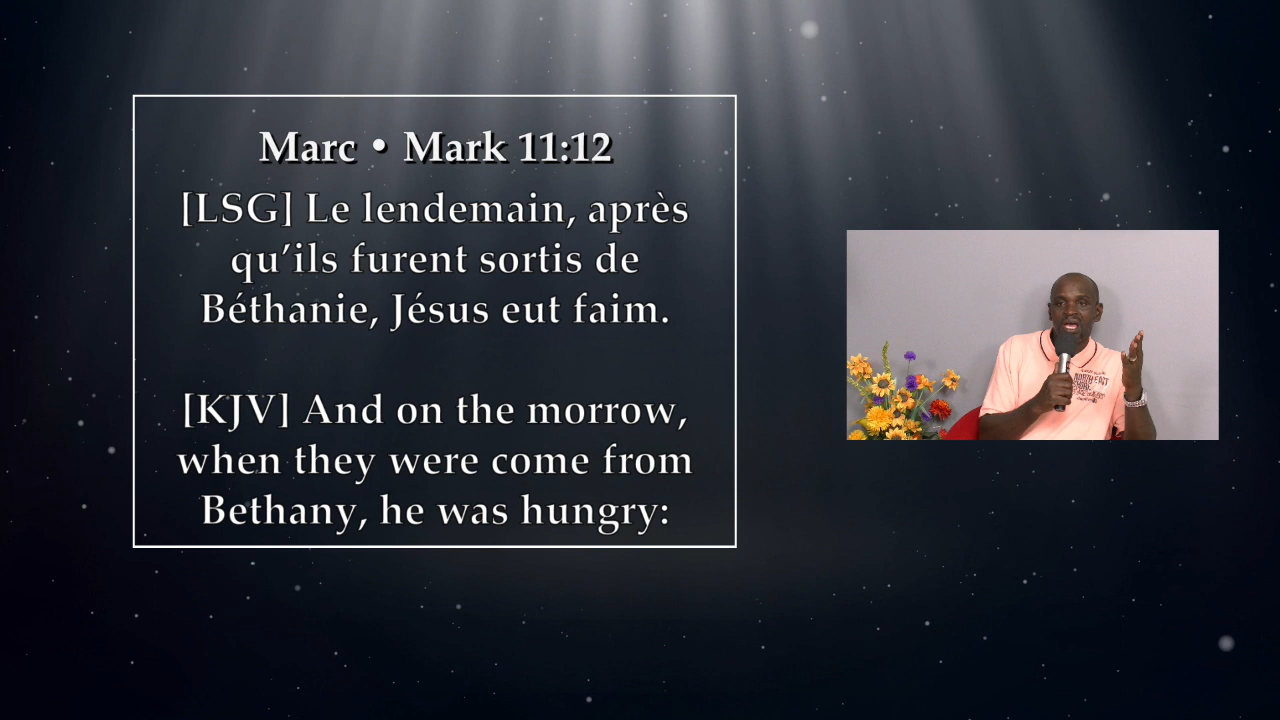 Marc • Mark 11:12
[LSG] Le lendemain, après
qu’ils furent sortis de
Béthanie, Jésus eut faim.
[KJV] And on the morrow,
when they were come from
Bethany, he was hungry: